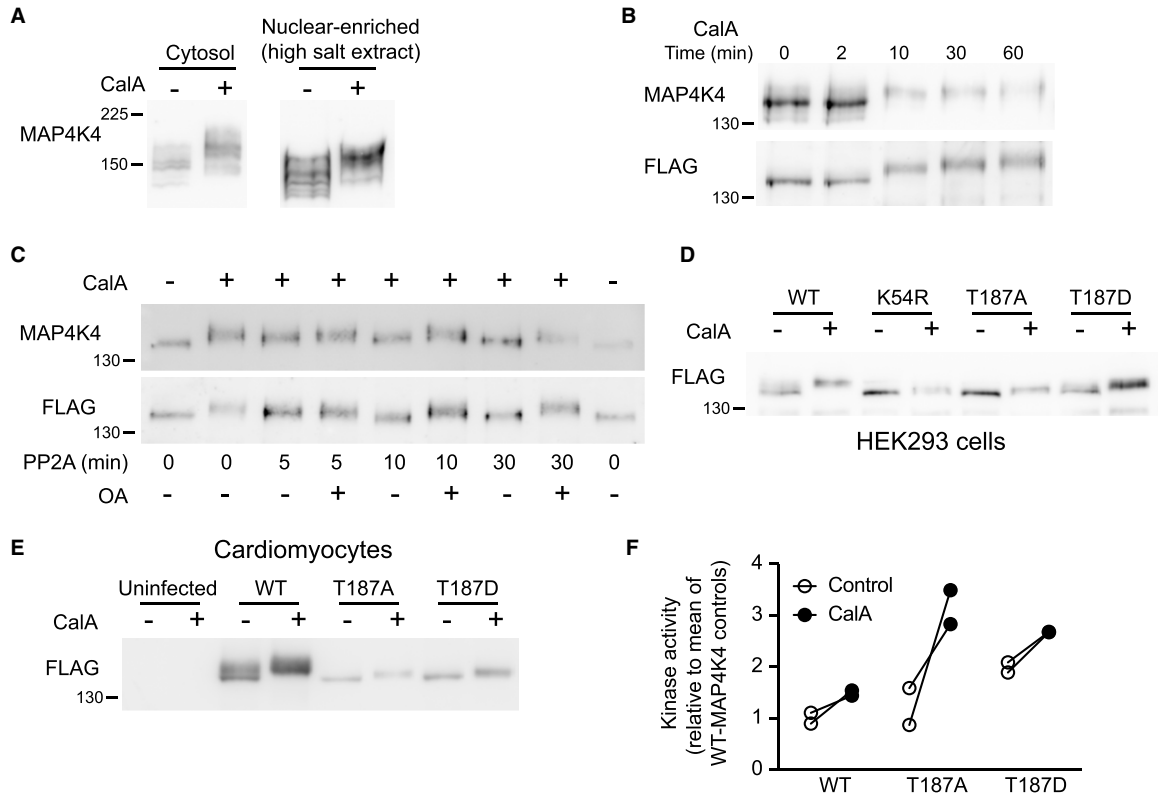 A
Cytosol
Nuclear-enriched
(high salt extract)
CalA - + - +
225
MAP4K4
150
B
CalA
Time (min) 0 2 10 30 60
MAP4K4
130
FLAG
130
C
CalA - + + + + + + + -
MAP4K4
130
FLAG
130
PP2A (min) 0 0 5 5 10 10 30 30 0
OA - - - + - + - + -
D
WT K54R T187A T187D
CalA - + - + - + - +
FLAG
130
HEK293 cells
E
Cardiomyocytes
Uninfected WT T187A T187D
CalA - + - + - + - +
FLAG
130
F
Kinase activity
(relative to mean of
WT-MAP4K4 controls)
4
3
2
1
0
Control
CalA
WT T187A T187D